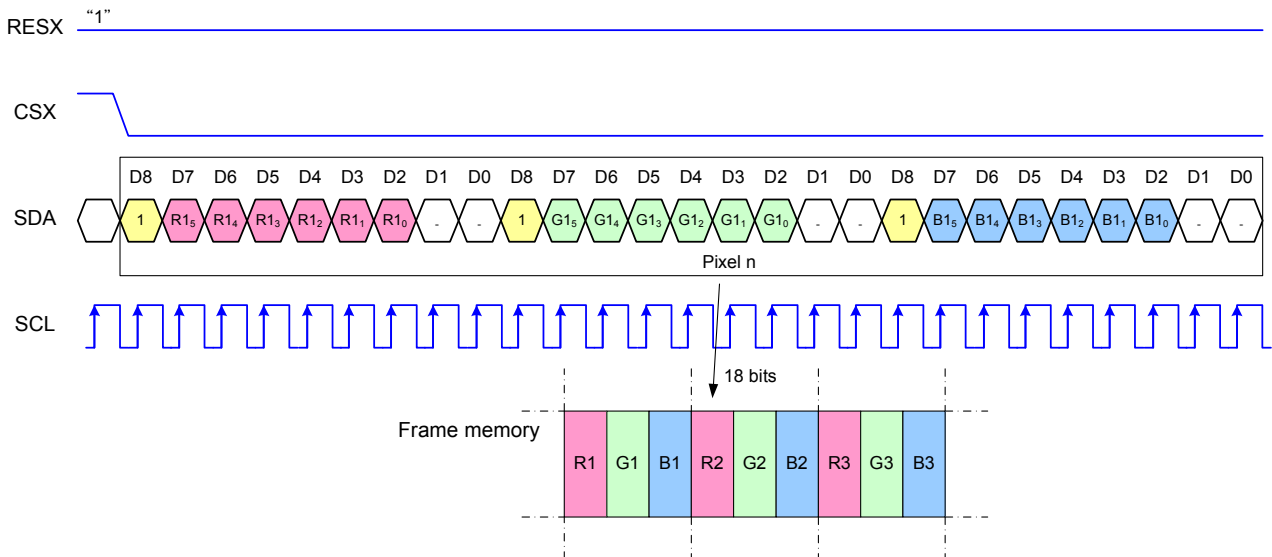 RESX “1”
CSX
D8 D7 D6 D5 D4 D3 D2 D1 D0 D8 D7 D6 D5 D4 D3 D2 D1 D0 D8 D7 D6 D5 D4 D3 D2 D1 D0
SDA 1 R1₅ R1₄ R1₃ R1₂ R1₁ R1₀ - - 1 G1₅ G1₄ G1₃ G1₂ G1₁ G1₀ - - 1 B1₅ B1₄ B1₃ B1₂ B1₁ B1₀ - -
Pixel n
SCL
18 bits
Frame memory
R1 G1 B1 R2 G2 B2 R3 G3 B3